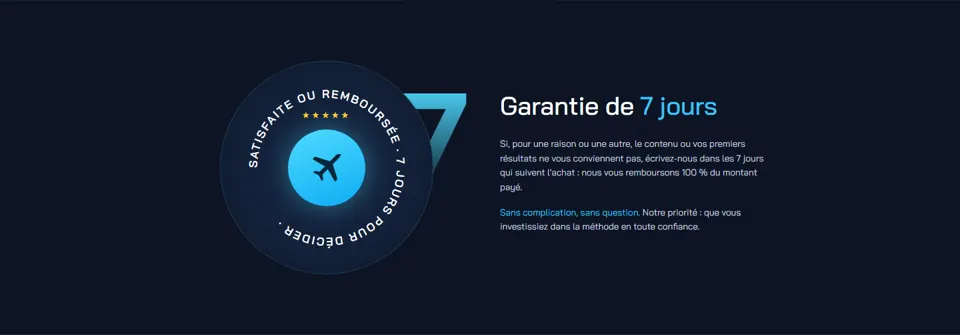 SATISFAITE OU REMBOURSÉE · 7 JOURS POUR DÉCIDER ·
7
Garantie de 7 jours
Si, pour une raison ou une autre, le contenu ou vos premiers
résultats ne vous conviennent pas, écrivez-nous dans les 7 jours
qui suivent l'achat : nous vous remboursons 100 % du montant
payé.
Sans complication, sans question. Notre priorité : que vous
investissiez dans la méthode en toute confiance.